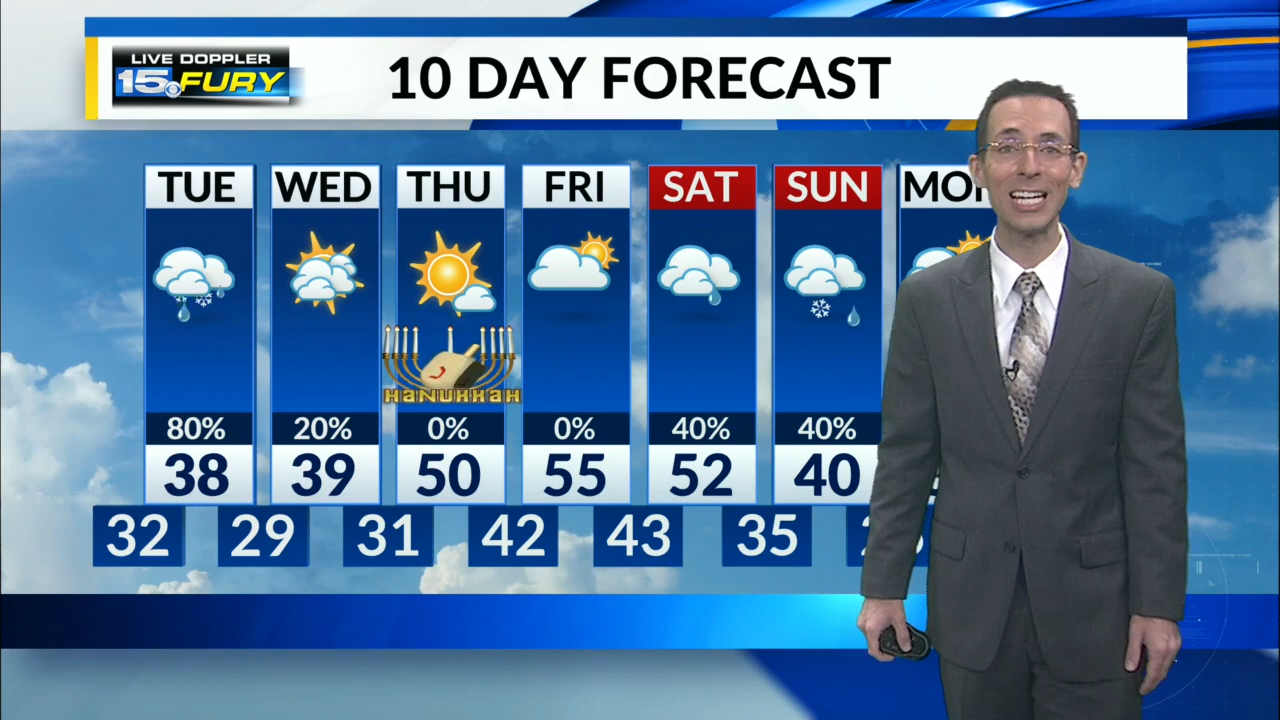 LIVE DOPPLER
15 FURY
10 DAY FORECAST
TUE WED THU FRI SAT SUN
HANUKKAH
80% 20% 0% 0% 40% 40%
38 39 50 55 52 40
32 29 31 42 43 35